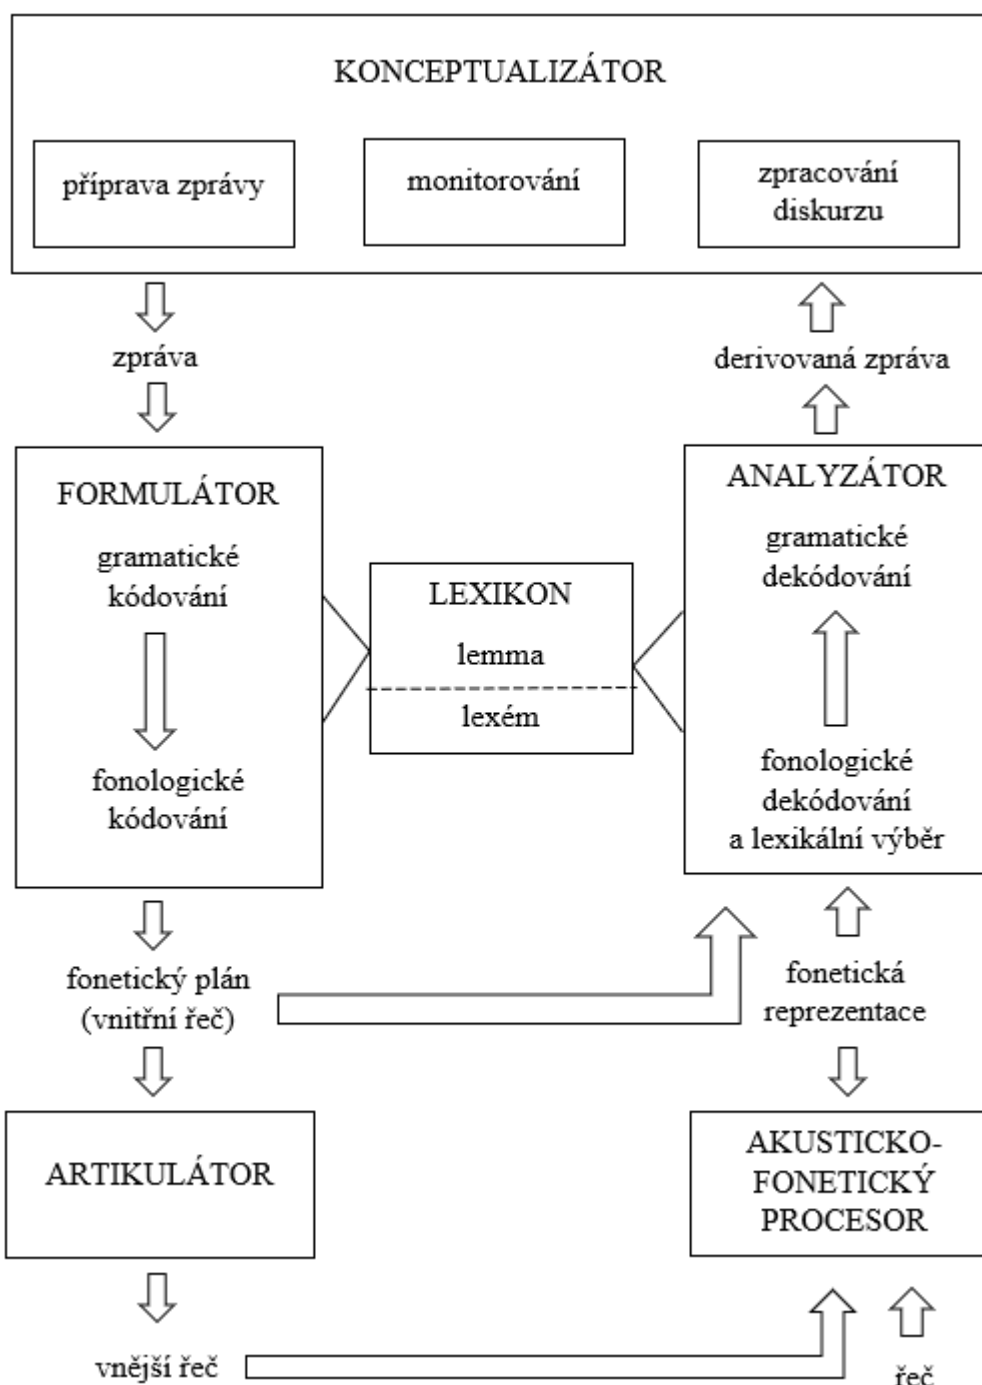 KONCEPTUALIZÁTOR
příprava zprávy
monitorování
zpracování
diskurzu
zpráva
derivovaná zpráva
FORMULÁTOR
gramatické
kódování
fonologické
kódování
LEXIKON
lemma
lexém
ANALYZÁTOR
gramatické
dekódování
fonologické
dekódování
a lexikální výběr
fonetický plán
(vnitřní řeč)
fonetická
reprezentace
ARTIKULÁTOR
AKUSTICKO-
FONETICKÝ
PROCESOR
vnější řeč
řeč